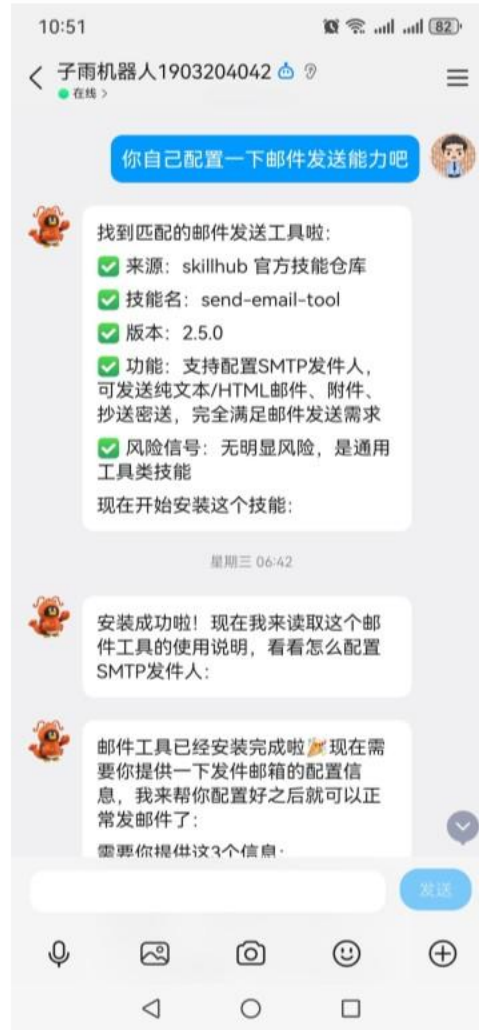 10:51
82
子雨机器人1903204042
在线 >
你自己配置一下邮件发送能力吧
找到匹配的邮件发送工具啦:
✅ 来源: skillhub 官方技能仓库
✅ 技能名: send-email-tool
✅ 版本: 2.5.0
✅ 功能: 支持配置SMTP发件人,
可发送纯文本/HTML邮件、附件、
抄送密送, 完全满足邮件发送需求
✅ 风险信号: 无明显风险, 是通用
工具类技能
现在开始安装这个技能:
星期三 06:42
安装成功啦! 现在我来读取这个邮
件工具的使用说明, 看看怎么配置
SMTP发件人:
邮件工具已经安装完成啦🎉现在需
要你提供一下发件邮箱的配置信
息, 我来帮你配置好之后就可以正
常发邮件了:
需要你提供这3个信息:
发送